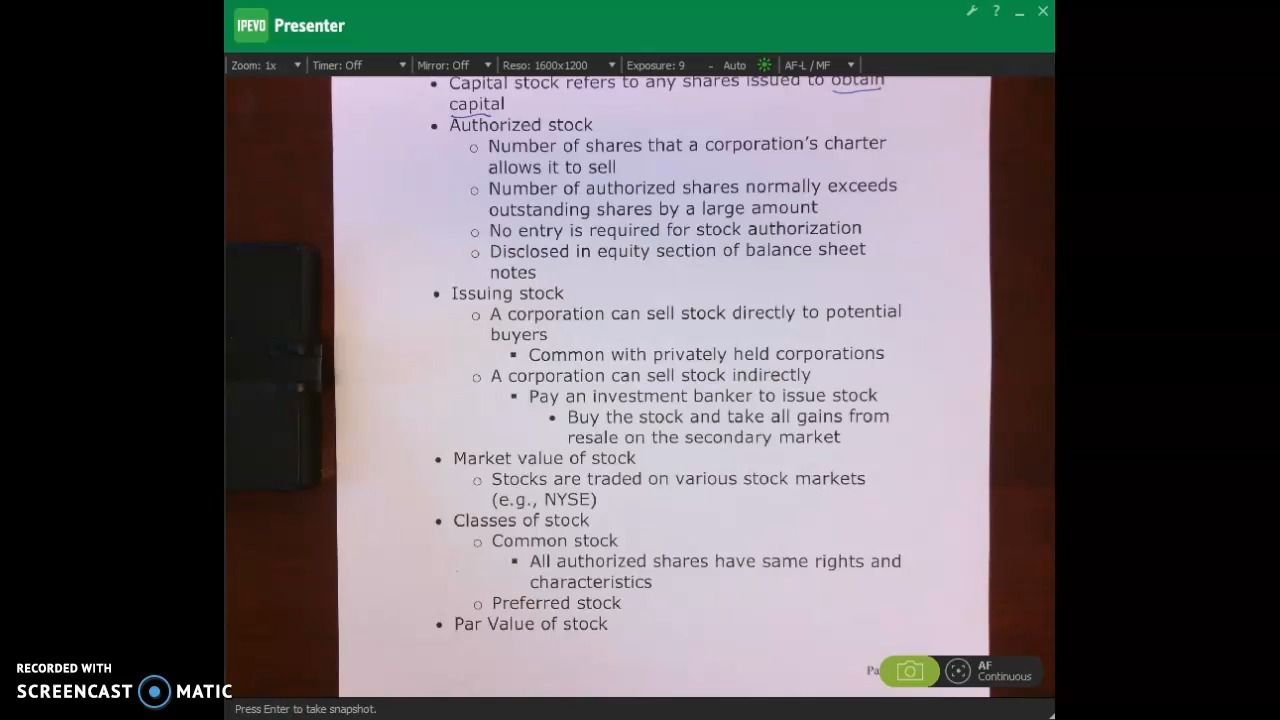 IPEVO Presenter
Zoom: 1x Timer: Off Mirror: Off Reso: 1600x1200 Exposure: 9 - Auto AF-L / MF
• Capital stock refers to any shares issued to obtain
capital
• Authorized stock
o Number of shares that a corporation's charter
allows it to sell
o Number of authorized shares normally exceeds
outstanding shares by a large amount
o No entry is required for stock authorization
o Disclosed in equity section of balance sheet
notes
• Issuing stock
o A corporation can sell stock directly to potential
buyers
▪ Common with privately held corporations
o A corporation can sell stock indirectly
▪ Pay an investment banker to issue stock
• Buy the stock and take all gains from
resale on the secondary market
• Market value of stock
o Stocks are traded on various stock markets
(e.g., NYSE)
• Classes of stock
o Common stock
▪ All authorized shares have same rights and
characteristics
o Preferred stock
• Par Value of stock
Pa
AF
Continuous
RECORDED WITH
SCREENCAST MATIC
Press Enter to take snapshot.